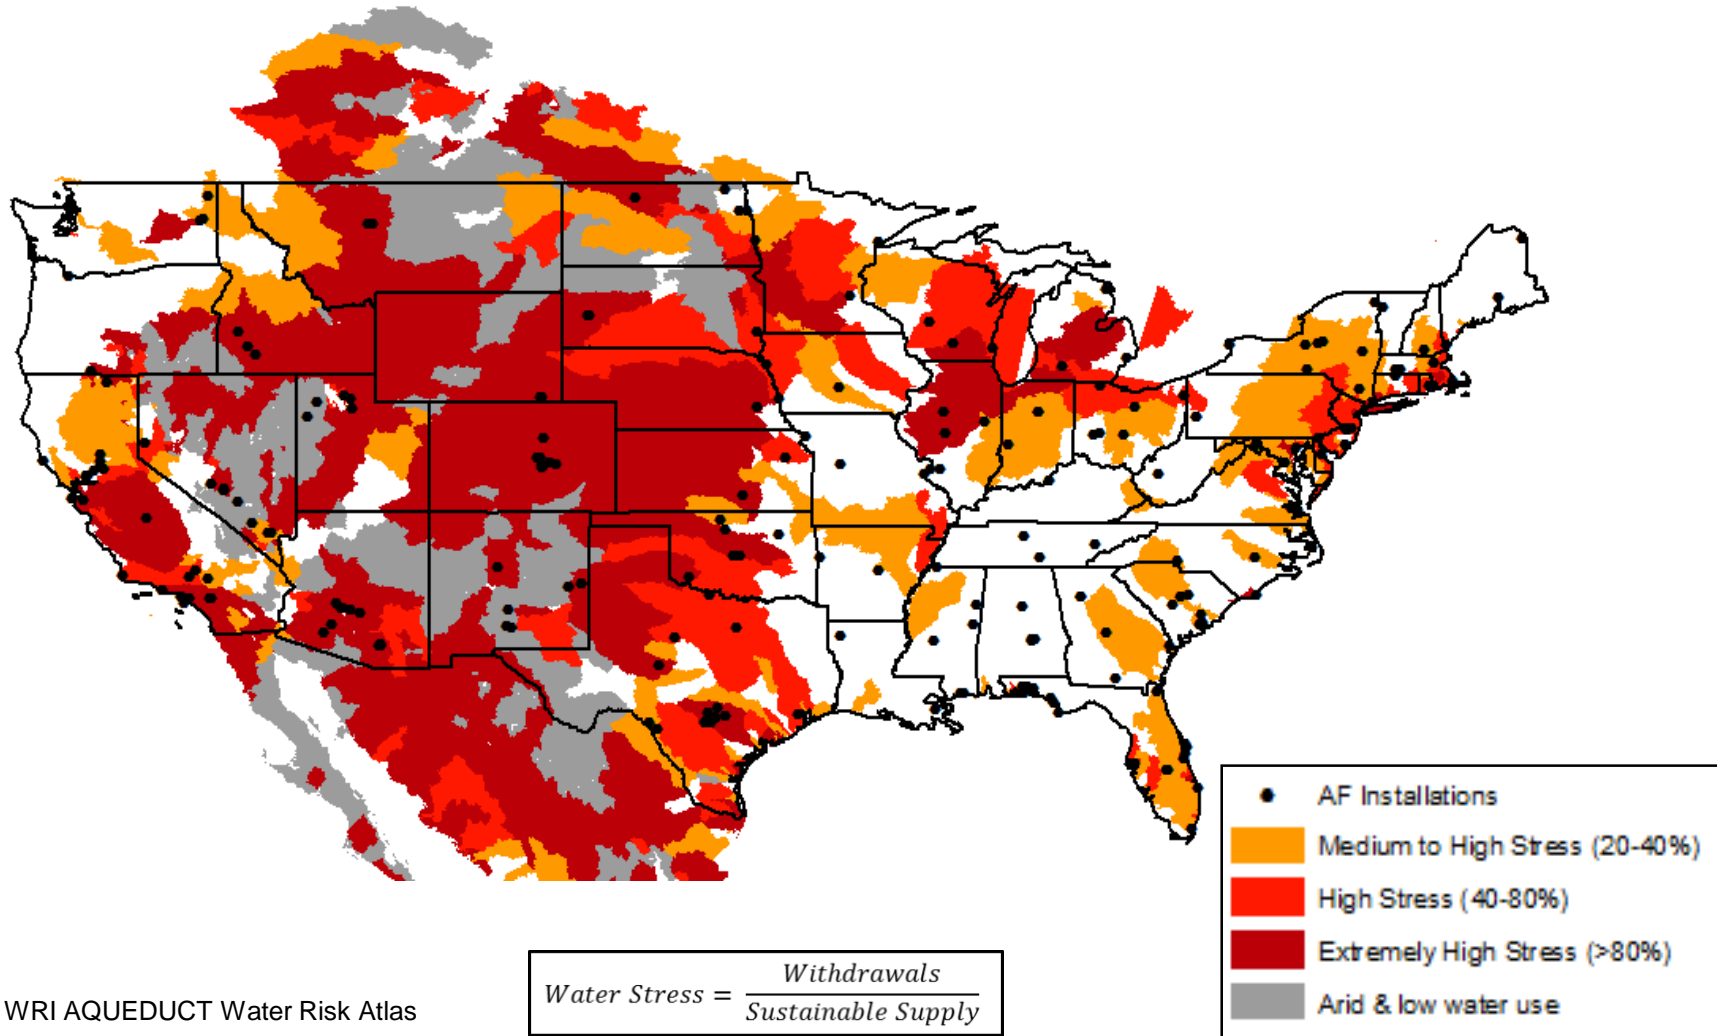 AF Installations
Medium to High Stress (20-40%)
High Stress (40-80%)
Extremely High Stress (>80%)
Arid & low water use
Water Stress = Withdrawals / Sustainable Supply
WRI AQUEDUCT Water Risk Atlas